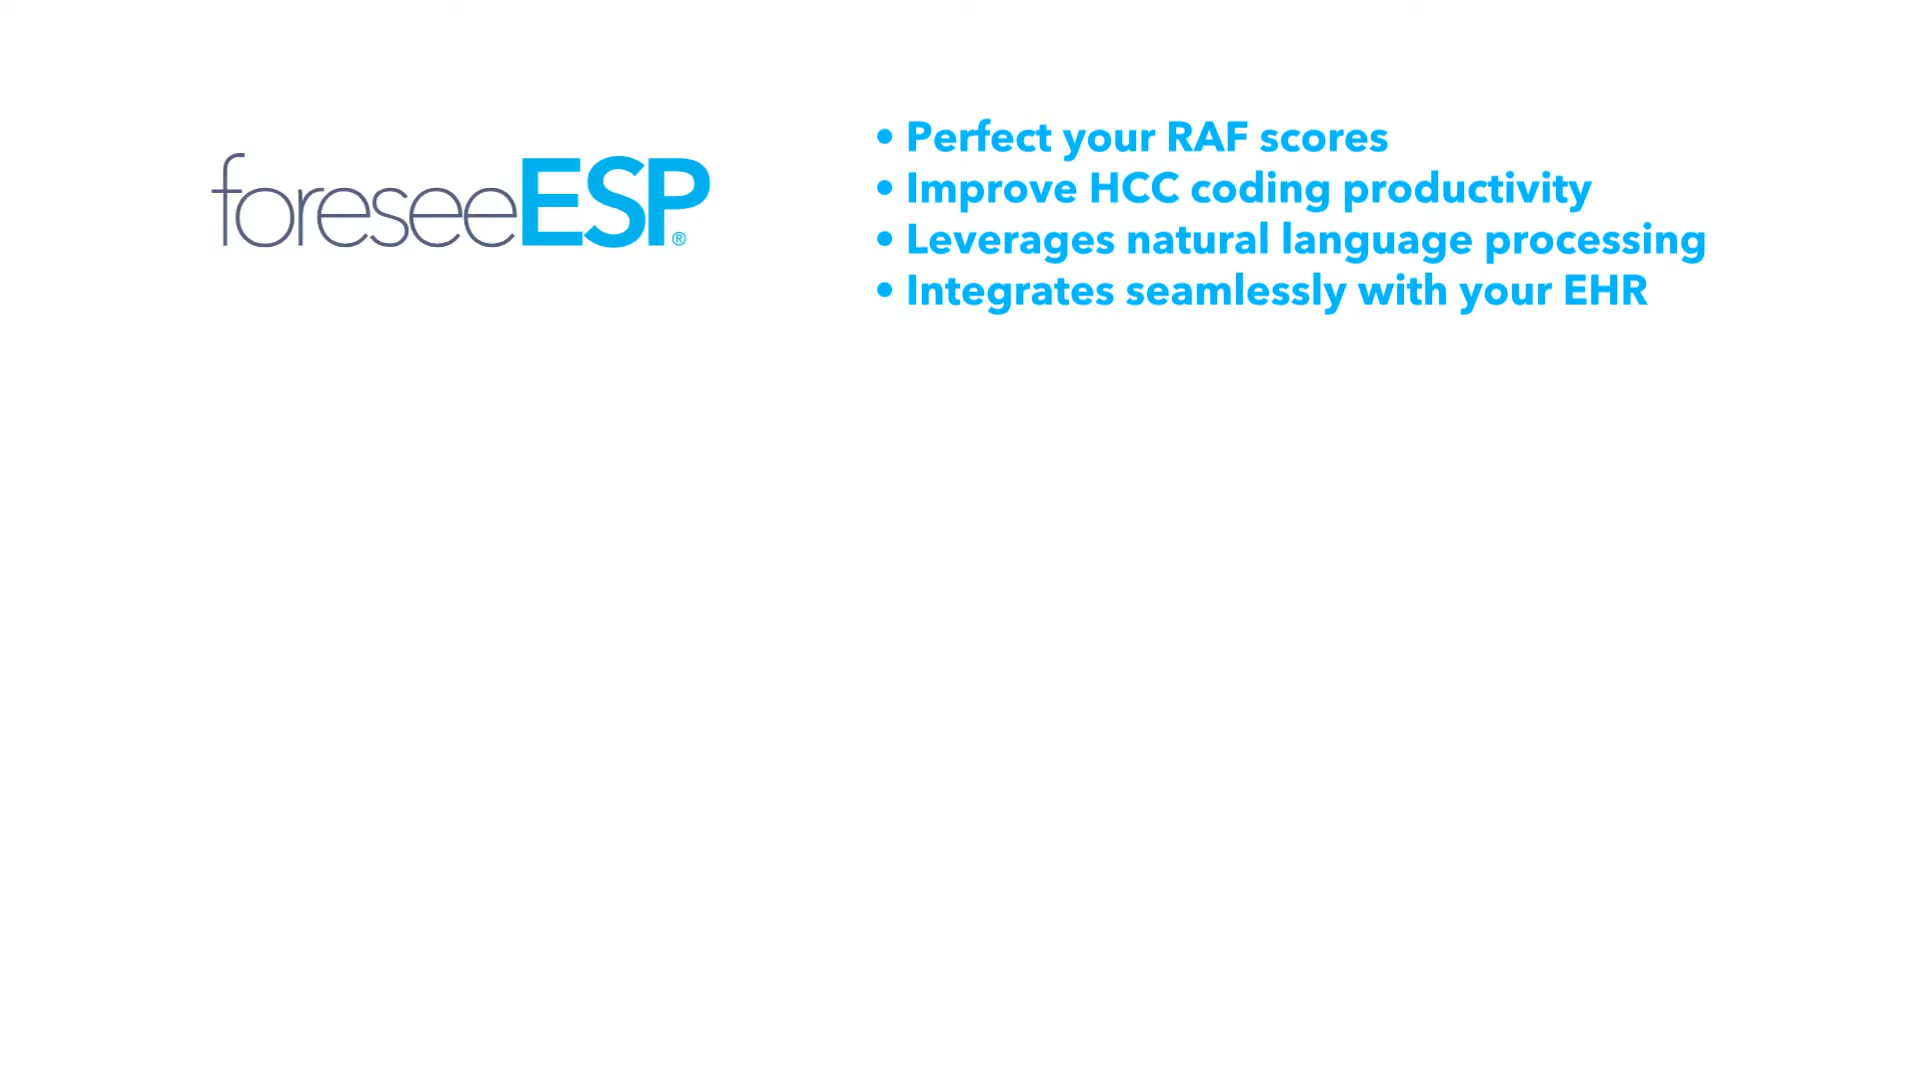 foreseeESP®
• Perfect your RAF scores
• Improve HCC coding productivity
• Leverages natural language processing
• Integrates seamlessly with your EHR